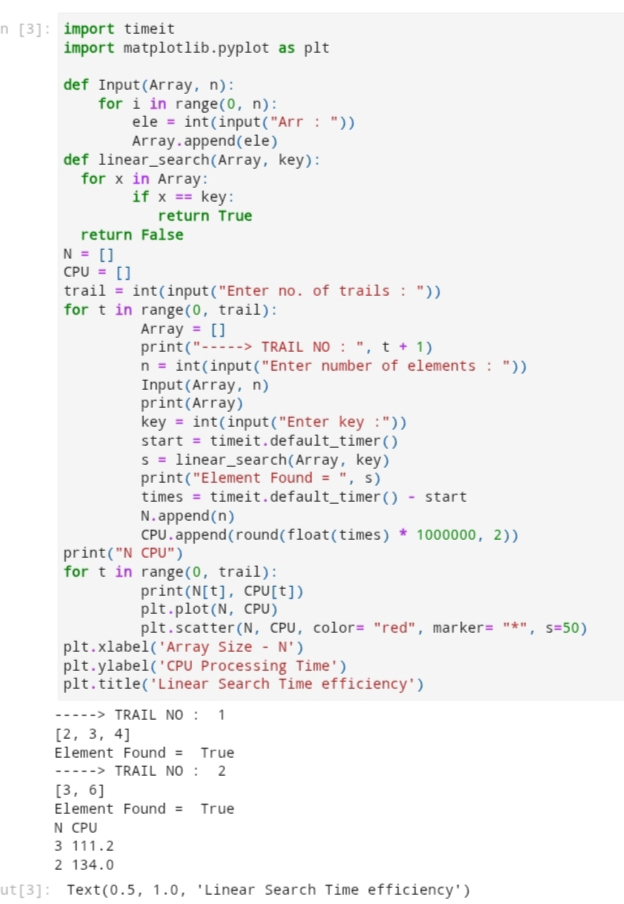 n [3]: import timeit
import matplotlib.pyplot as plt

def Input(Array, n):
    for i in range(0, n):
        ele = int(input("Arr : "))
        Array.append(ele)
def linear_search(Array, key):
  for x in Array:
        if x == key:
           return True
  return False
N = []
CPU = []
trail = int(input("Enter no. of trails : "))
for t in range(0, trail):
         Array = []
         print("-----> TRAIL NO : ", t + 1)
         n = int(input("Enter number of elements : "))
         Input(Array, n)
         print(Array)
         key = int(input("Enter key :"))
         start = timeit.default_timer()
         s = linear_search(Array, key)
         print("Element Found = ", s)
         times = timeit.default_timer() - start
         N.append(n)
         CPU.append(round(float(times) * 1000000, 2))
print("N CPU")
for t in range(0, trail):
         print(N[t], CPU[t])
         plt.plot(N, CPU)
         plt.scatter(N, CPU, color= "red", marker= "*", s=50)
plt.xlabel('Array Size - N')
plt.ylabel('CPU Processing Time')
plt.title('Linear Search Time efficiency')
-----> TRAIL NO :  1
[2, 3, 4]
Element Found =  True
-----> TRAIL NO :  2
[3, 6]
Element Found =  True
N CPU
3 111.2
2 134.0
ut[3]: Text(0.5, 1.0, 'Linear Search Time efficiency')